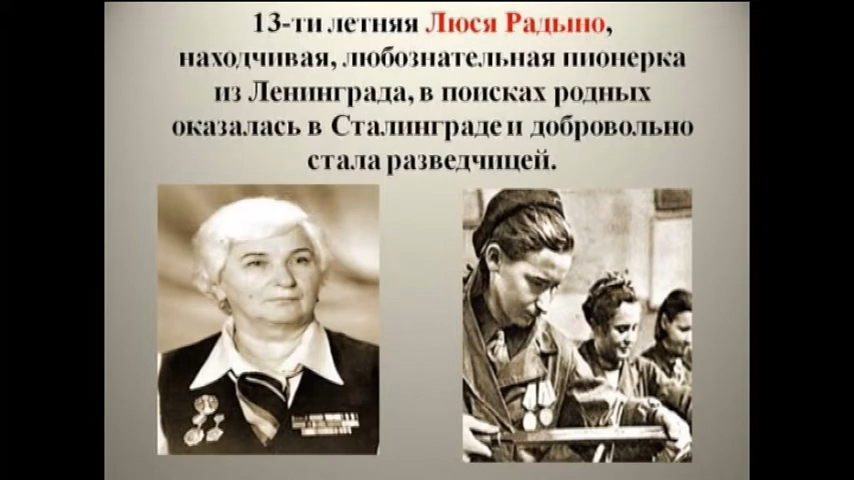 13-ти летняя Люся Радыно,
находчивая, любознательная пионерка
из Ленинграда, в поисках родных
оказалась в Сталинграде и добровольно
стала разведчицей.